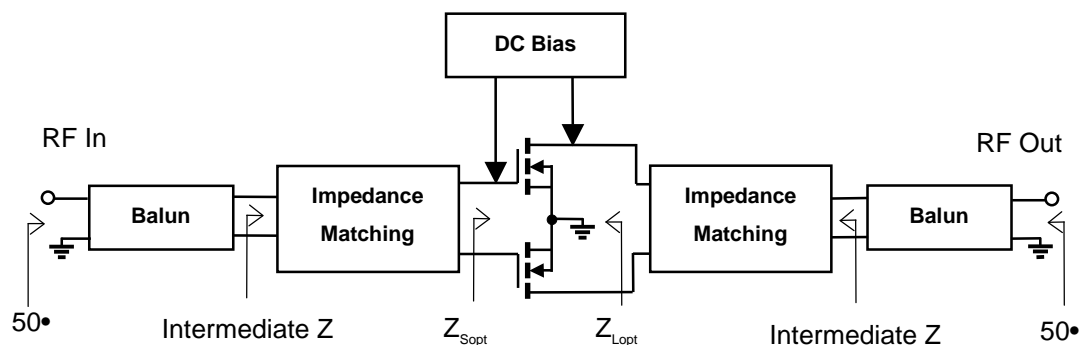 DC Bias
RF In
RF Out
Balun
Impedance
Matching
Impedance
Matching
Balun
50•
Intermediate Z
ZSopt
ZLopt
Intermediate Z
50•